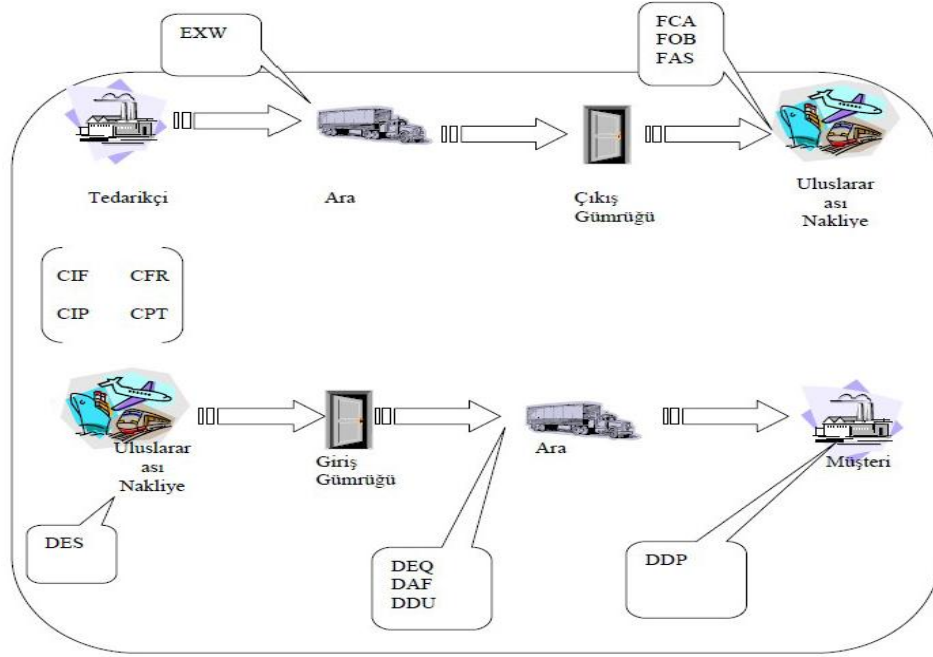 EXW
FCA
FOB
FAS
Tedarikçi
Ara
Çıkış
Gümrüğü
Uluslarar
ası
Nakliye
CIF CFR
CIP CPT
Uluslarar
ası
Nakliye
Giriş
Gümrüğü
Ara
Müşteri
DES
DEQ
DAF
DDU
DDP